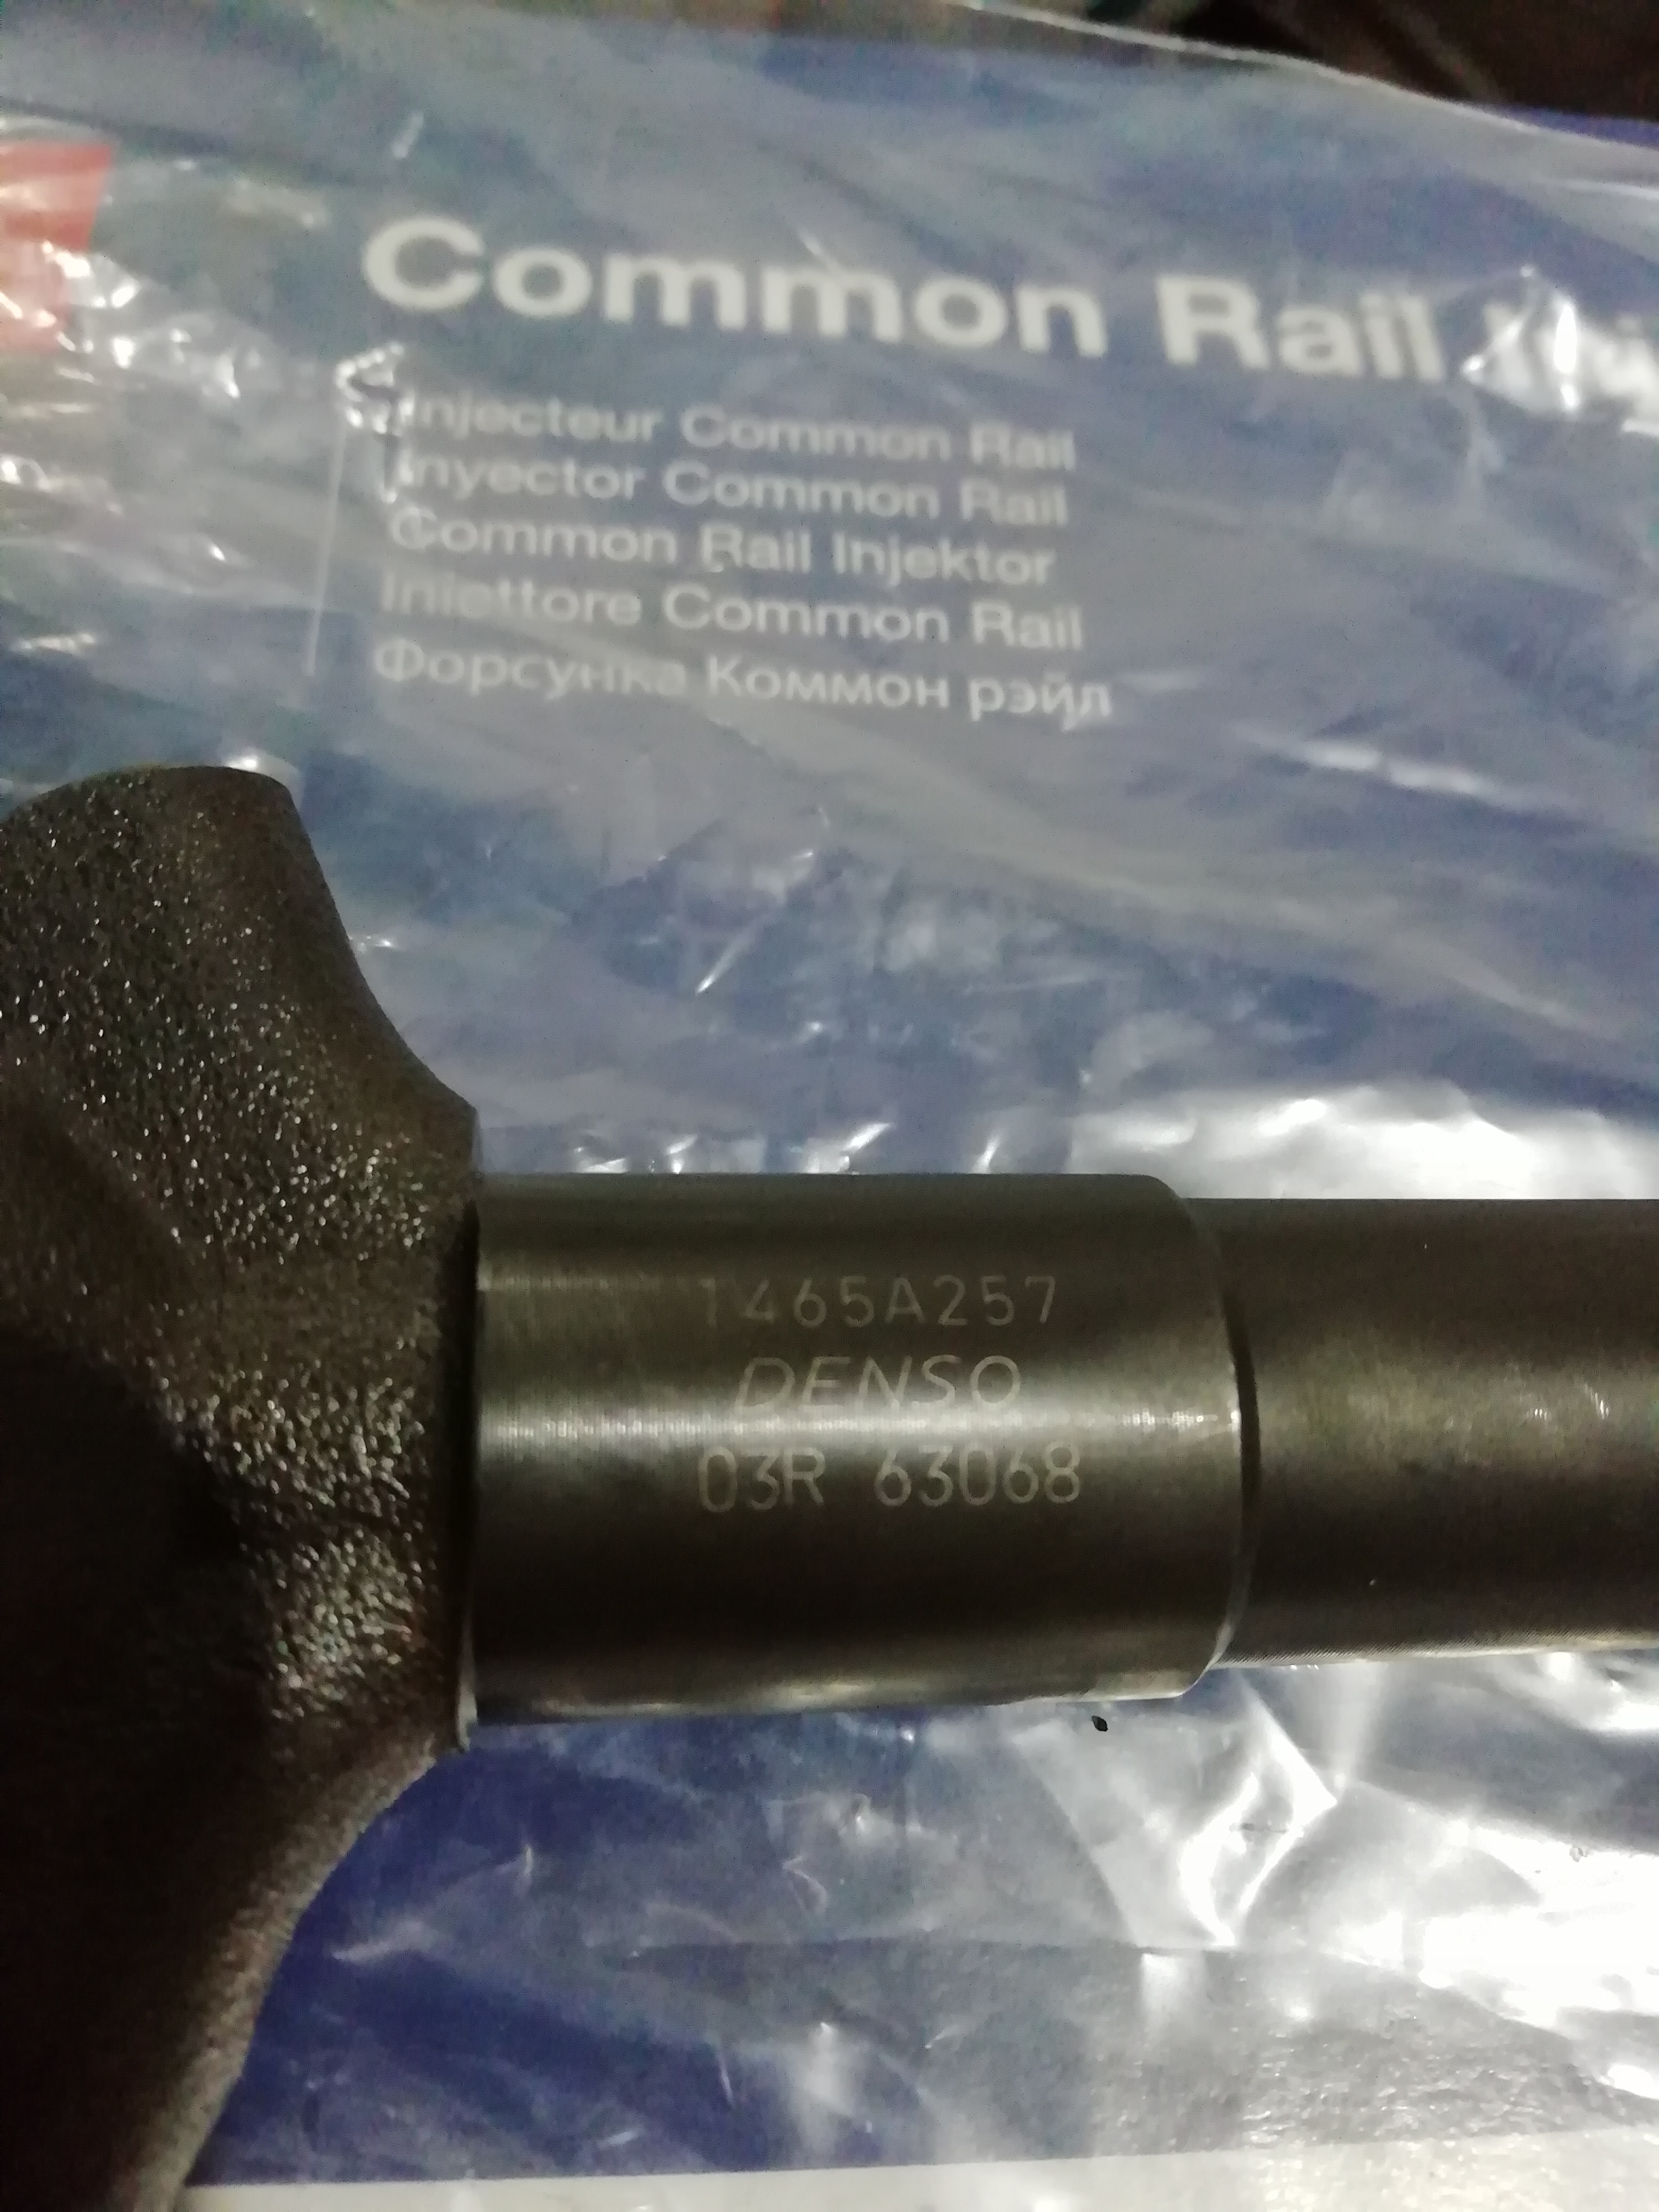 Common Rail
Injecteur Common Rail
Inyector Common Rail
Common Rail Injektor
Iniettore Common Rail
Форсунка Коммон рэйл
1465A257
DENSO
03R 63068